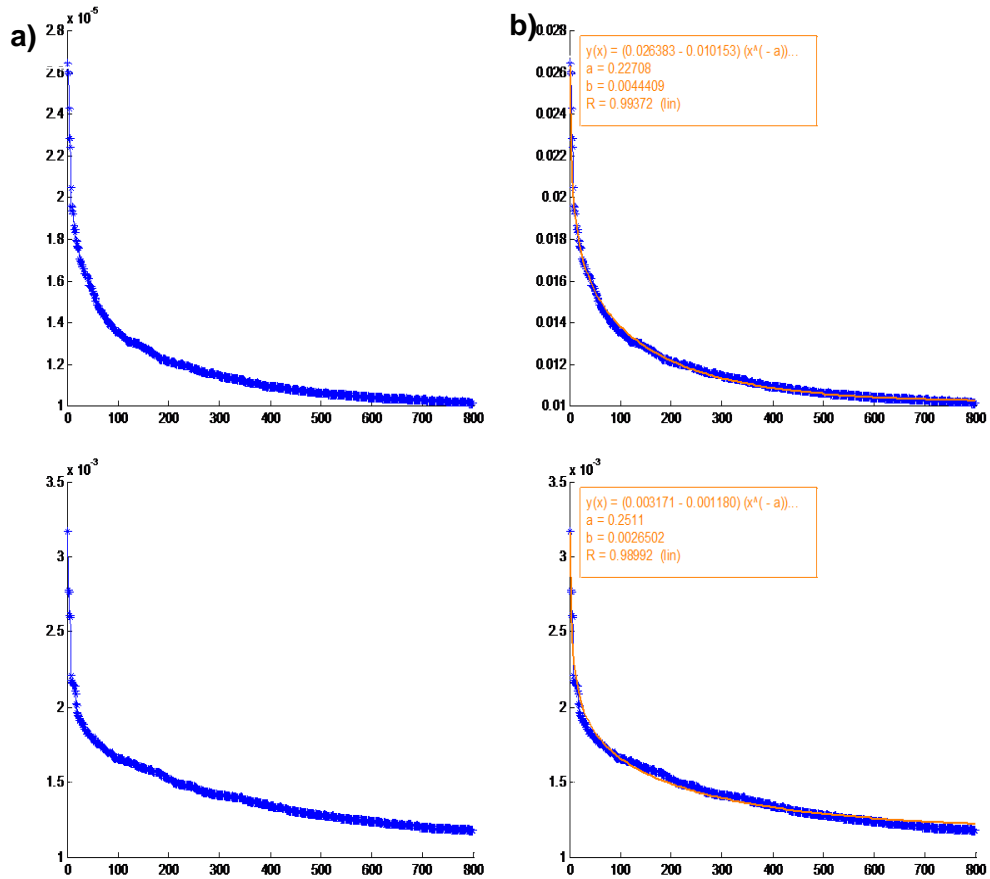 a)
x 10^-5
2.8
2.6
2.4
2.2
2
1.8
1.6
1.4
1.2
1
0 100 200 300 400 500 600 700 800
b)
0.028
0.026
0.024
0.022
0.02
0.018
0.016
0.014
0.012
0.01
0 100 200 300 400 500 600 700 800
y(x) = (0.026383 - 0.010153) (x^( - a))...
a = 0.22708
b = 0.0044409
R = 0.99372 (lin)
x 10^-3
3.5
3
2.5
2
1.5
1
0 100 200 300 400 500 600 700 800
x 10^-3
3.5
3
2.5
2
1.5
1
0 100 200 300 400 500 600 700 800
y(x) = (0.003171 - 0.001180) (x^( - a))...
a = 0.2511
b = 0.0026502
R = 0.98992 (lin)